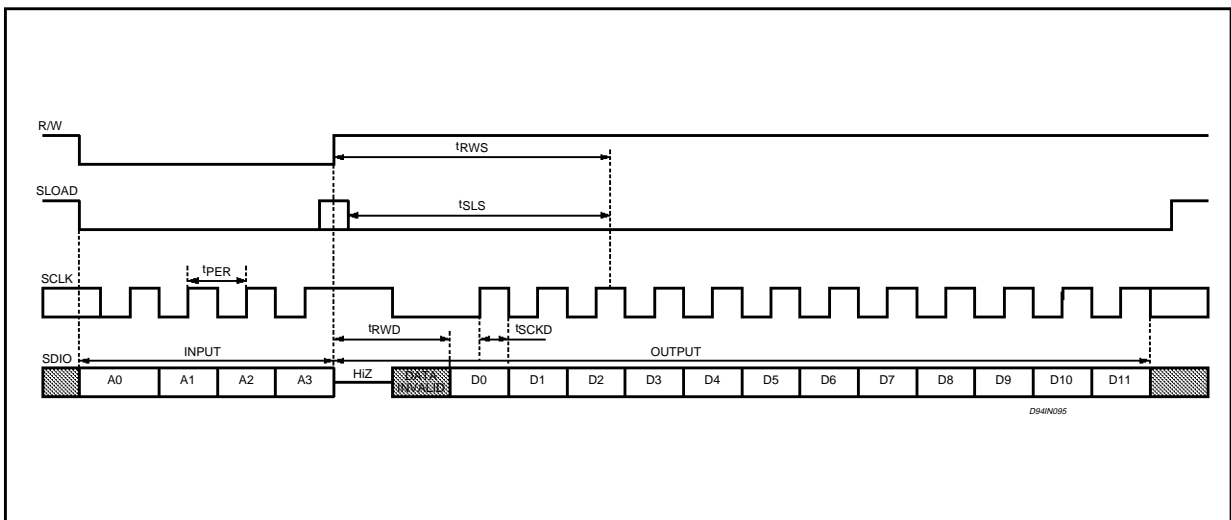 R/W
tRWS
SLOAD
tSLS
SCLK
tPER
tRWD
tSCKD
SDIO
INPUT
OUTPUT
A0 A1 A2 A3 HiZ DATA INVALID D0 D1 D2 D3 D4 D5 D6 D7 D8 D9 D10 D11
D94IN095